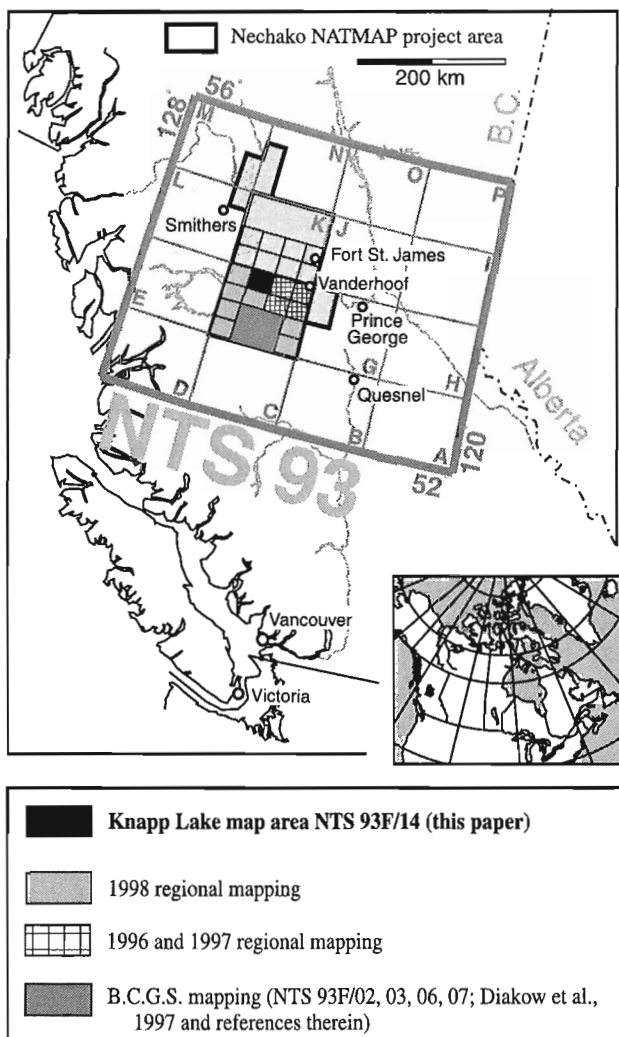 Nechako NATMAP project area
200 km
B.C.
56°
128°
M
N
O
P
L
K
J
I
Smithers
Fort St. James
Vanderhoof
Prince
George
E
G
H
Quesnel
D
C
B
A
Alberta
NTS 93
52
120
Vancouver
Victoria
Knapp Lake map area NTS 93F/14 (this paper)
1998 regional mapping
1996 and 1997 regional mapping
B.C.G.S. mapping (NTS 93F/02, 03, 06, 07; Diakow et al.,
1997 and references therein)